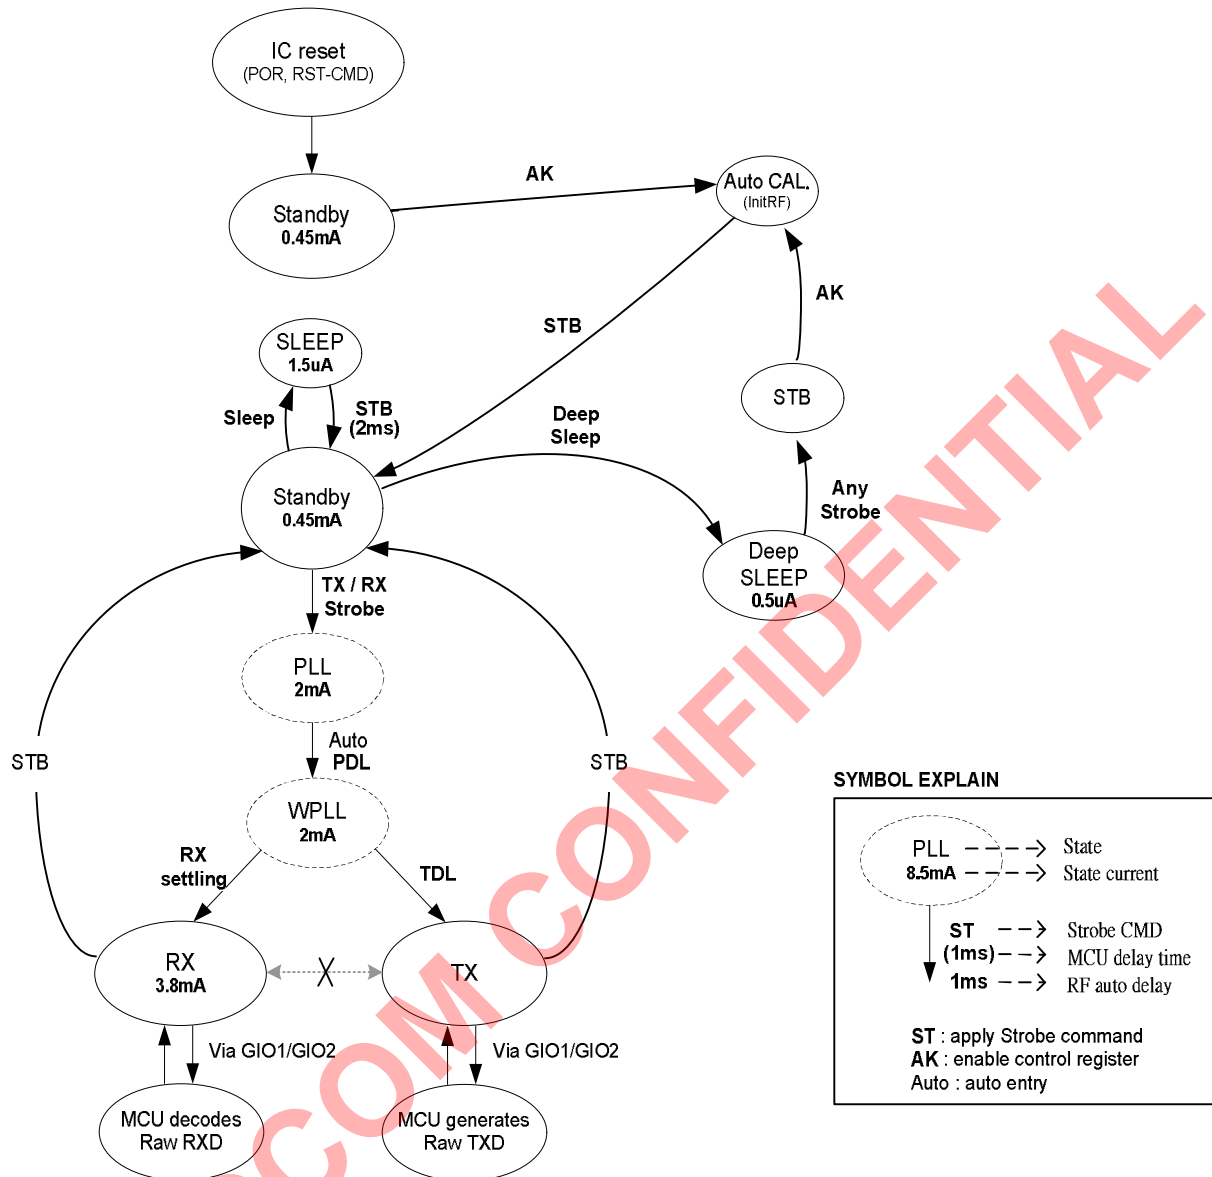 IC reset
(POR, RST-CMD)
Standby
0.45mA
AK
Auto CAL.
(InitRF)
STB
AK
SLEEP
1.5uA
Sleep
STB
(2ms)
Deep
Sleep
STB
Standby
0.45mA
Any
Strobe
Deep
SLEEP
0.5uA
TX / RX
Strobe
PLL
2mA
Auto
PDL
STB
STB
WPLL
2mA
RX
settling
TDL
RX
3.8mA
X
TX
Via GIO1/GIO2
Via GIO1/GIO2
MCU decodes
Raw RXD
MCU generates
Raw TXD
SYMBOL EXPLAIN
PLL
8.5mA
State
State current
ST
(1ms)
1ms
Strobe CMD
MCU delay time
RF auto delay
ST : apply Strobe command
AK : enable control register
Auto : auto entry
COM CONFIDENTIAL